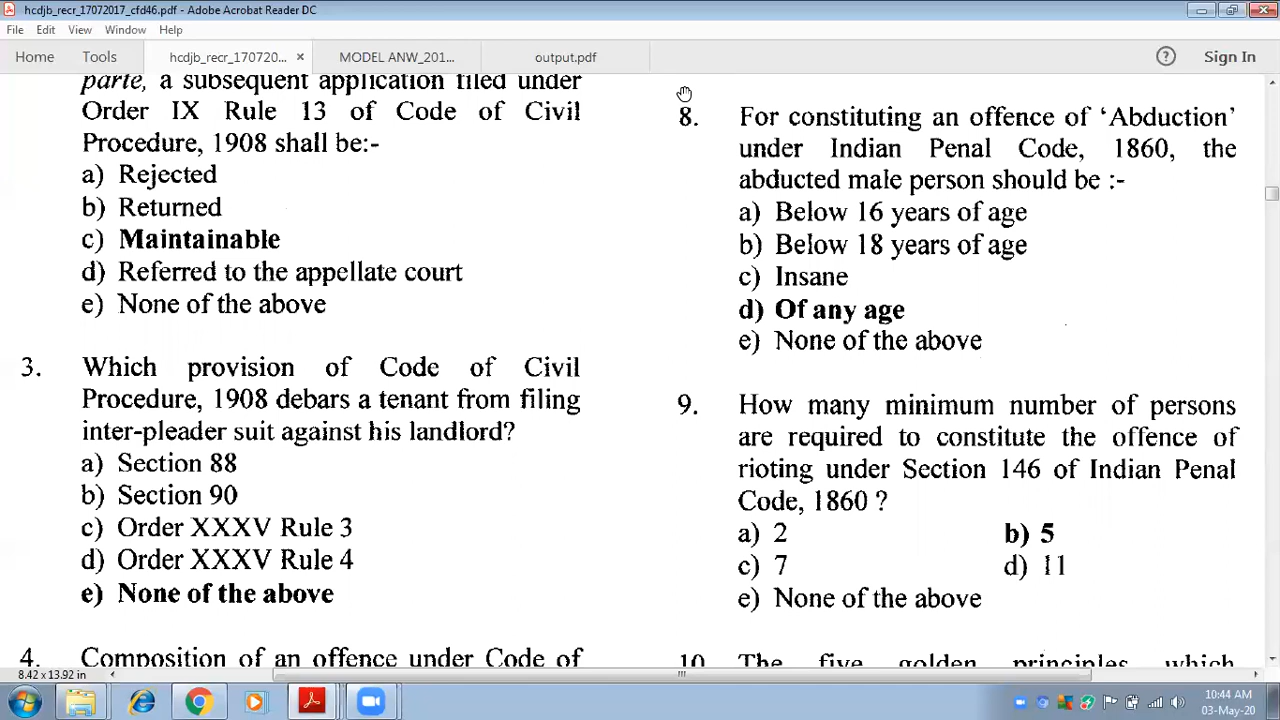 hcdjb_recr_17072017_cfd46.pdf - Adobe Acrobat Reader DC
File Edit View Window Help
Home Tools hcdjb_recr_170720... × MODEL ANW_201... output.pdf ? Sign In
parte, a subsequent application filed under
Order IX Rule 13 of Code of Civil
Procedure, 1908 shall be:-
a) Rejected
b) Returned
c) Maintainable
d) Referred to the appellate court
e) None of the above
3. Which provision of Code of Civil
Procedure, 1908 debars a tenant from filing
inter-pleader suit against his landlord?
a) Section 88
b) Section 90
c) Order XXXV Rule 3
d) Order XXXV Rule 4
e) None of the above
4. Composition of an offence under Code of
8. For constituting an offence of ‘Abduction’
under Indian Penal Code, 1860, the
abducted male person should be :-
a) Below 16 years of age
b) Below 18 years of age
c) Insane
d) Of any age
e) None of the above
9. How many minimum number of persons
are required to constitute the offence of
rioting under Section 146 of Indian Penal
Code, 1860 ?
a) 2 b) 5
c) 7 d) 11
e) None of the above
10. The five golden principles which
8.42 x 13.92 in
10:44 AM
03-May-20